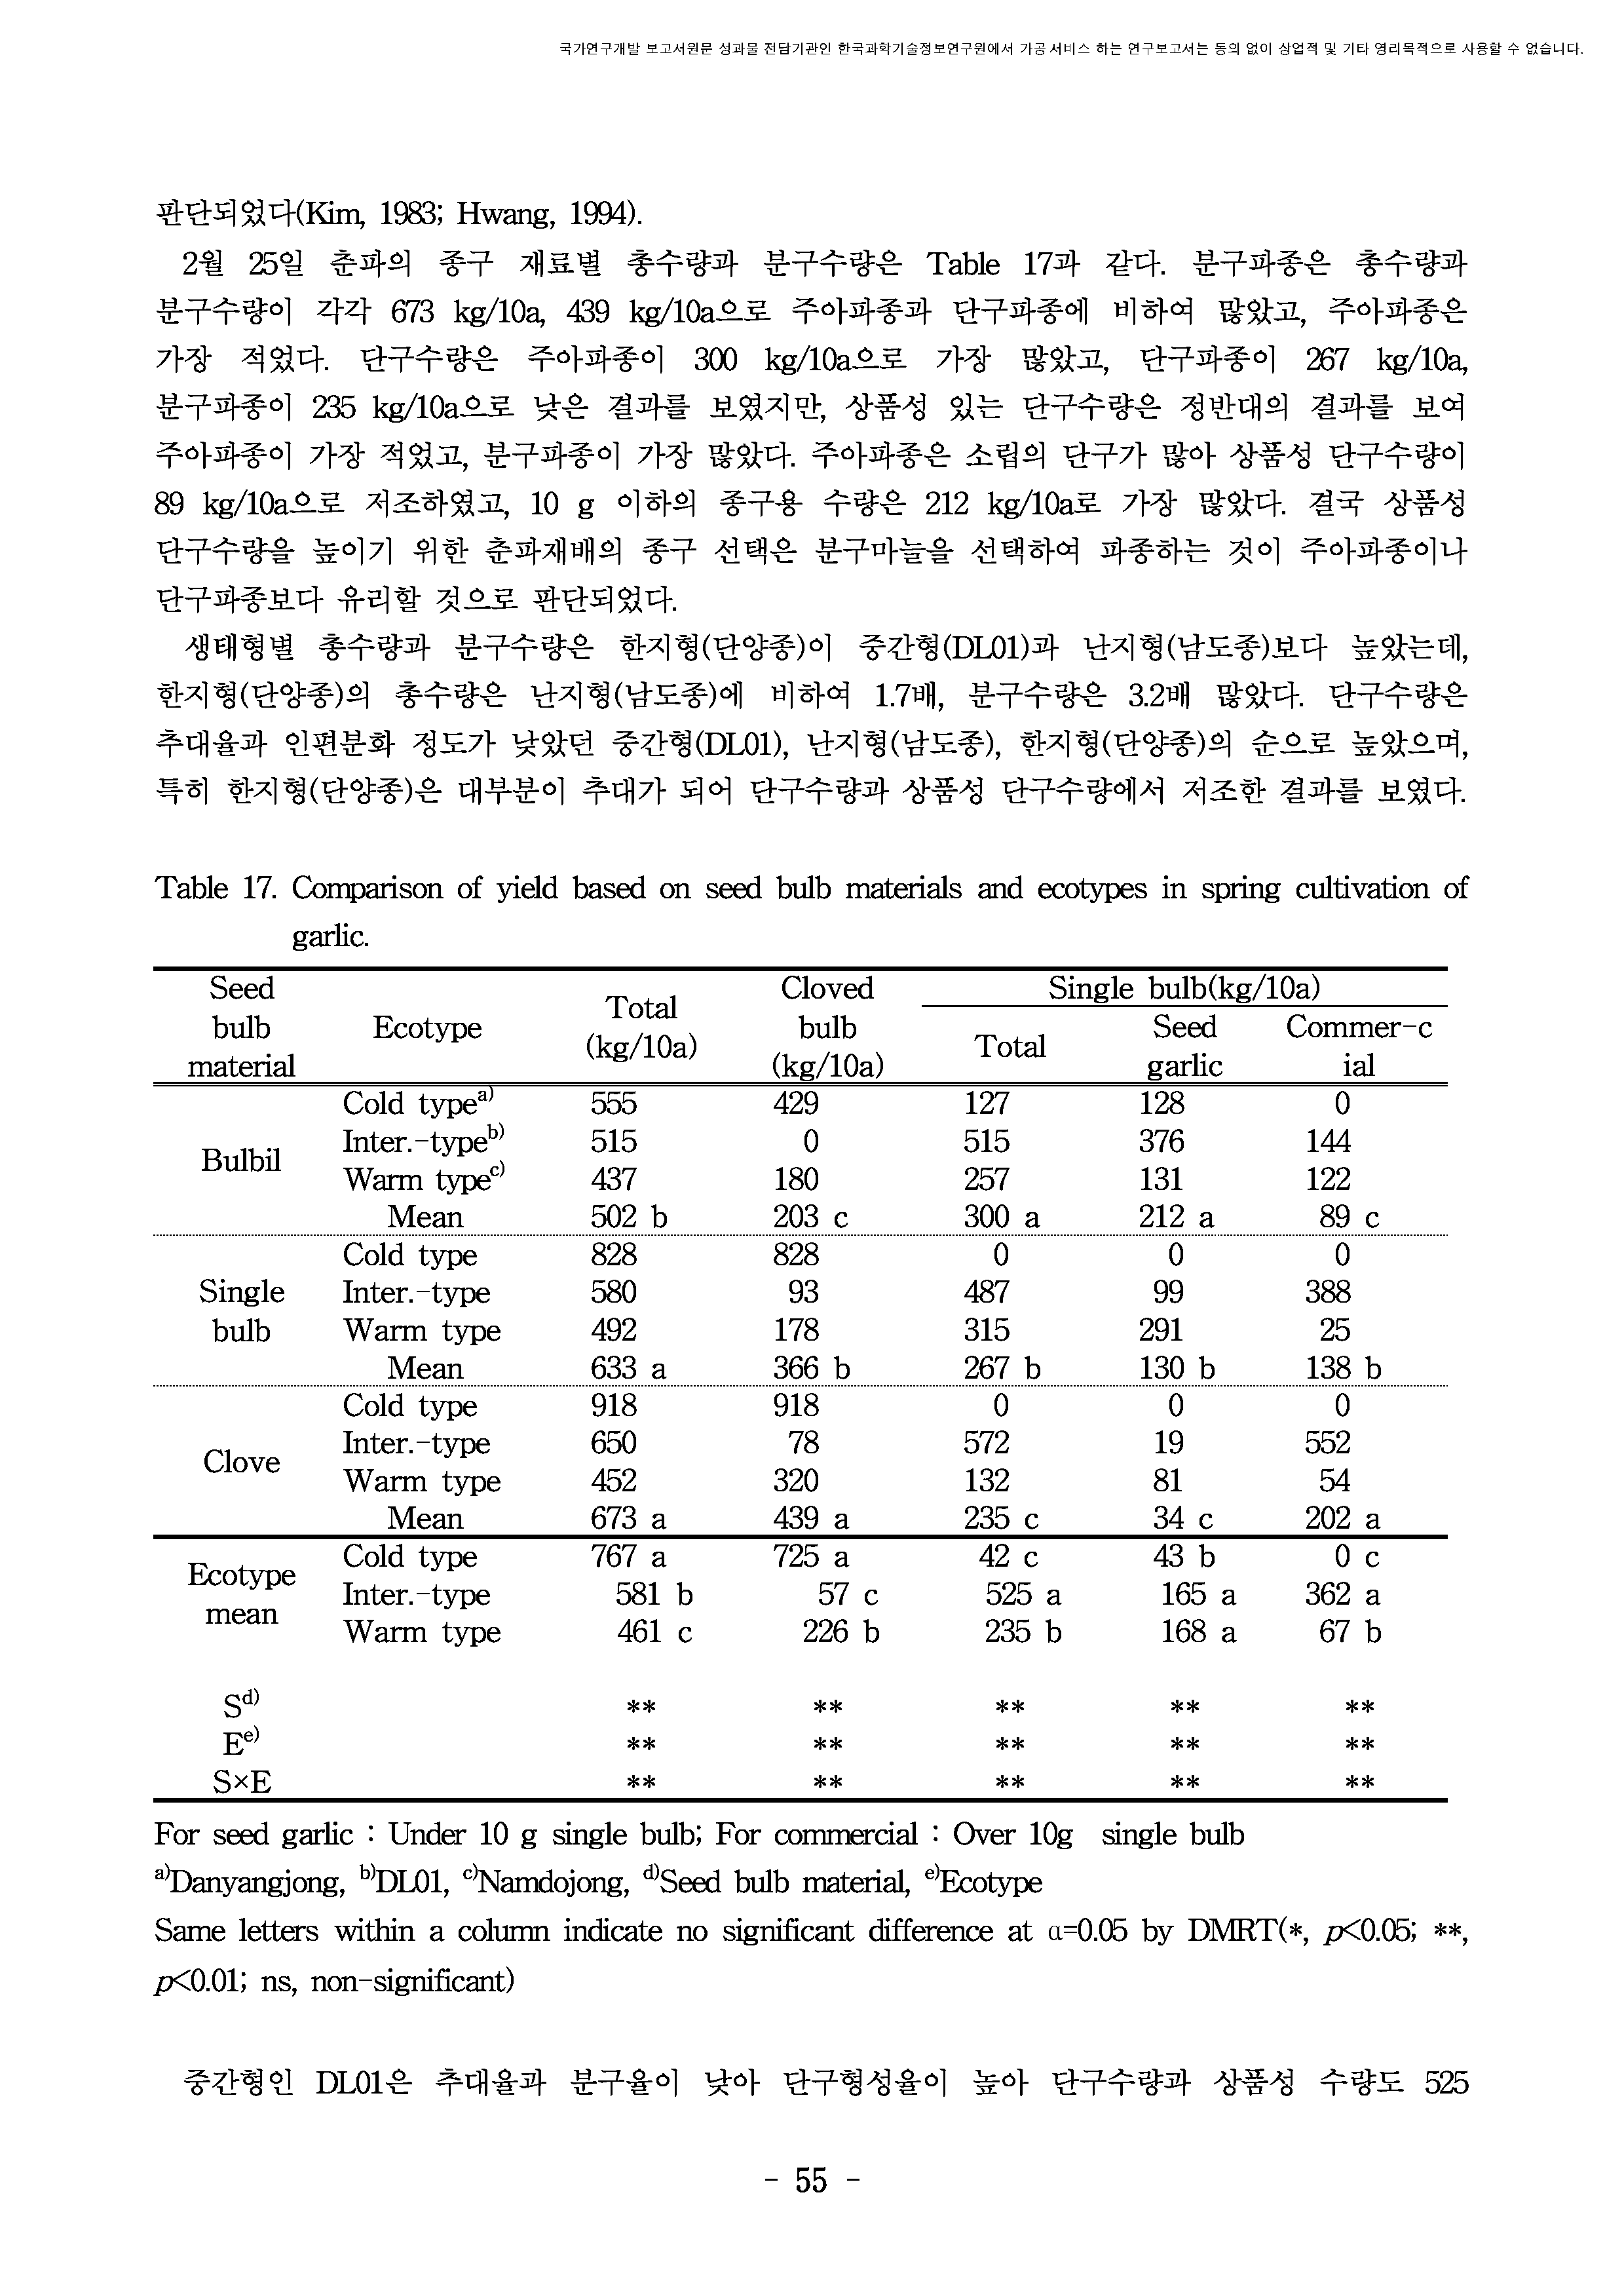 국가연구개발 보고서원문 성과물 전담기관인 한국과학기술정보연구원에서 가공·서비스 하는 연구보고서는 동의 없이 상업적 및 기타 영리목적으로 사용할 수 없습니다.
판단되었다(Kim, 1983; Hwang, 1994).
2월 25일 춘파의 종구 재료별 총수량과 분구수량은 Table 17과 같다. 분구파종은 총수량과
분구수량이 각각 673 kg/10a, 439 kg/10a으로 주아파종과 단구파종에 비하여 많았고, 주아파종은
가장 적었다. 단구수량은 주아파종이 300 kg/10a으로 가장 많았고, 단구파종이 267 kg/10a,
분구파종이 235 kg/10a으로 낮은 결과를 보였지만, 상품성 있는 단구수량은 정반대의 결과를 보여
주아파종이 가장 적었고, 분구파종이 가장 많았다. 주아파종은 소립의 단구가 많아 상품성 단구수량이
89 kg/10a으로 저조하였고, 10 g 이하의 종구용 수량은 212 kg/10a로 가장 많았다. 결국 상품성
단구수량을 높이기 위한 춘파재배의 종구 선택은 분구마늘을 선택하여 파종하는 것이 주아파종이나
단구파종보다 유리할 것으로 판단되었다.
생태형별 총수량과 분구수량은 한지형(단양종)이 중간형(DL01)과 난지형(남도종)보다 높았는데,
한지형(단양종)의 총수량은 난지형(남도종)에 비하여 1.7배, 분구수량은 3.2배 많았다. 단구수량은
추대율과 인편분화 정도가 낮았던 중간형(DL01), 난지형(남도종), 한지형(단양종)의 순으로 높았으며,
특히 한지형(단양종)은 대부분이 추대가 되어 단구수량과 상품성 단구수량에서 저조한 결과를 보였다.
Table 17. Comparison of yield based on seed bulb materials and ecotypes in spring cultivation of
garlic.
Seed bulb material Ecotype Total (kg/10a) Cloved bulb (kg/10a) Single bulb(kg/10a)
Total Seed garlic Commer-c ial
Bulbil Cold type a) 555 429 127 128 0
Inter.-type b) 515 0 515 376 144
Warm type c) 437 180 257 131 122
Mean 502 b 203 c 300 a 212 a 89 c
Single bulb Cold type 828 828 0 0 0
Inter.-type 580 93 487 99 388
Warm type 492 178 315 291 25
Mean 633 a 366 b 267 b 130 b 138 b
Clove Cold type 918 918 0 0 0
Inter.-type 650 78 572 19 552
Warm type 452 320 132 81 54
Mean 673 a 439 a 235 c 34 c 202 a
Ecotype mean Cold type 767 a 725 a 42 c 43 b 0 c
Inter.-type 581 b 57 c 525 a 165 a 362 a
Warm type 461 c 226 b 235 b 168 a 67 b
S d) ** ** ** ** **
E e) ** ** ** ** **
S×E ** ** ** ** **
For seed garlic : Under 10 g single bulb; For commercial : Over 10g single bulb
a)Danyangjong, b)DL01, c)Namdojong, d)Seed bulb material, e)Ecotype
Same letters within a column indicate no significant difference at α=0.05 by DMRT(*, p<0.05; **,
p<0.01; ns, non-significant)
중간형인 DL01은 추대율과 분구율이 낮아 단구형성율이 높아 단구수량과 상품성 수량도 525
- 55 -